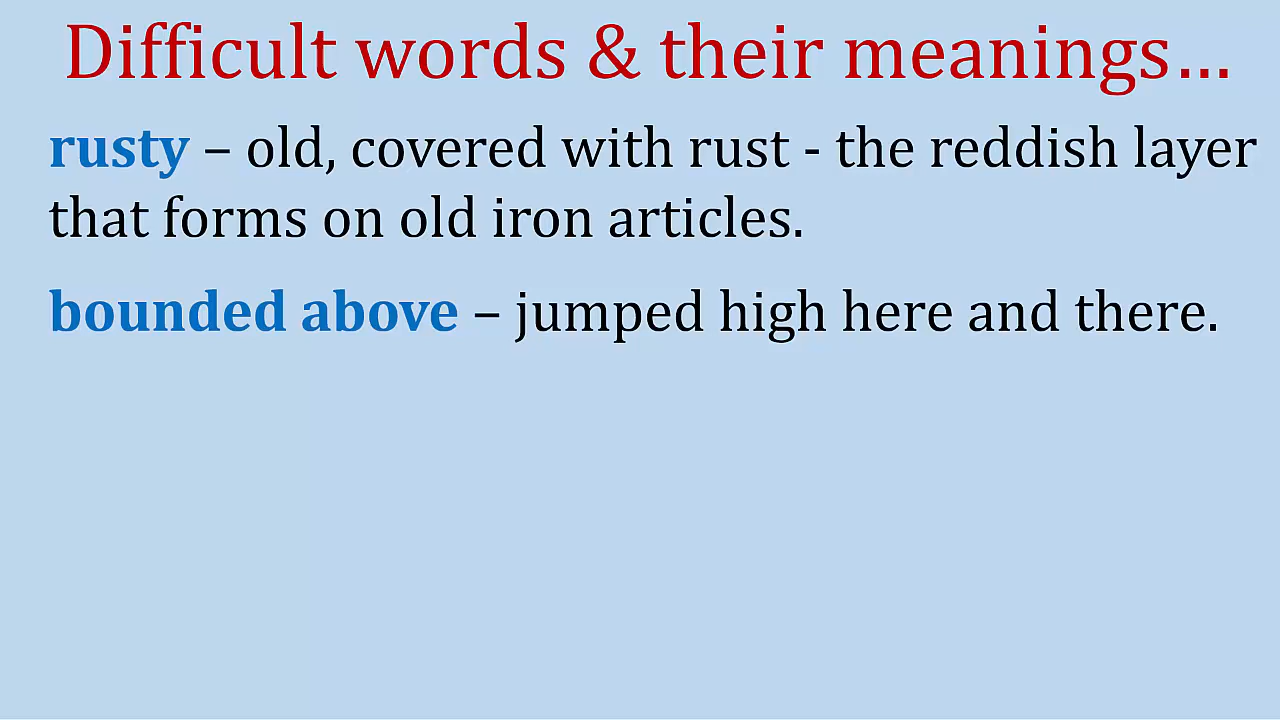 Difficult words & their meanings…
rusty – old, covered with rust - the reddish layer
that forms on old iron articles.
bounded above – jumped high here and there.